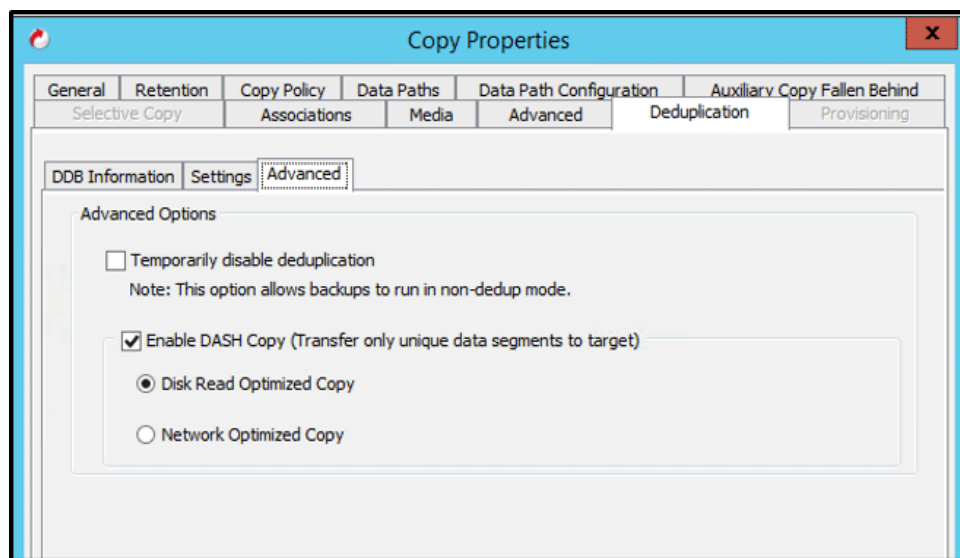 Copy Properties
x
General Retention Copy Policy Data Paths Data Path Configuration Auxiliary Copy Fallen Behind
Selective Copy Associations Media Advanced Deduplication Provisioning
DDB Information Settings Advanced
Advanced Options
Temporarily disable deduplication
Note: This option allows backups to run in non-dedup mode.
Enable DASH Copy (Transfer only unique data segments to target)
Disk Read Optimized Copy
Network Optimized Copy